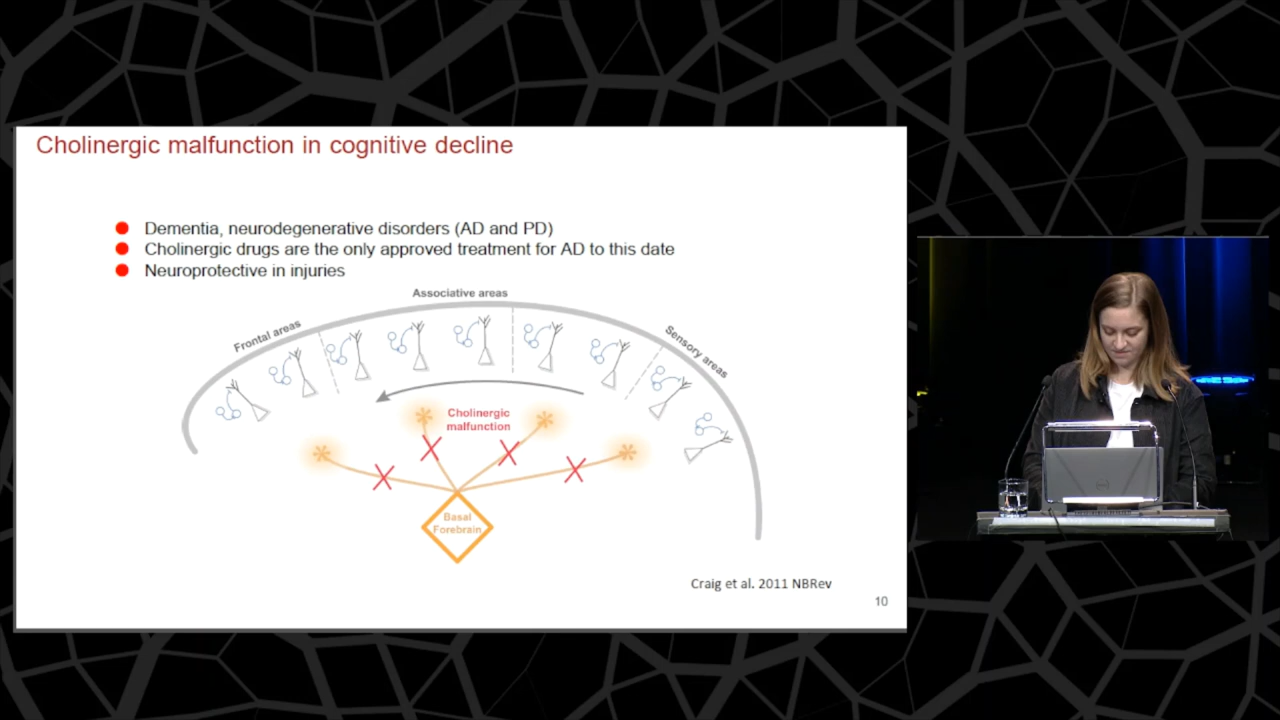 Cholinergic malfunction in cognitive decline
Dementia, neurodegenerative disorders (AD and PD)
Cholinergic drugs are the only approved treatment for AD to this date
Neuroprotective in injuries
Associative areas
Frontal areas
Sensory areas
Cholinergic
malfunction
Basal
Forebrain
Craig et al. 2011 NBRev
10